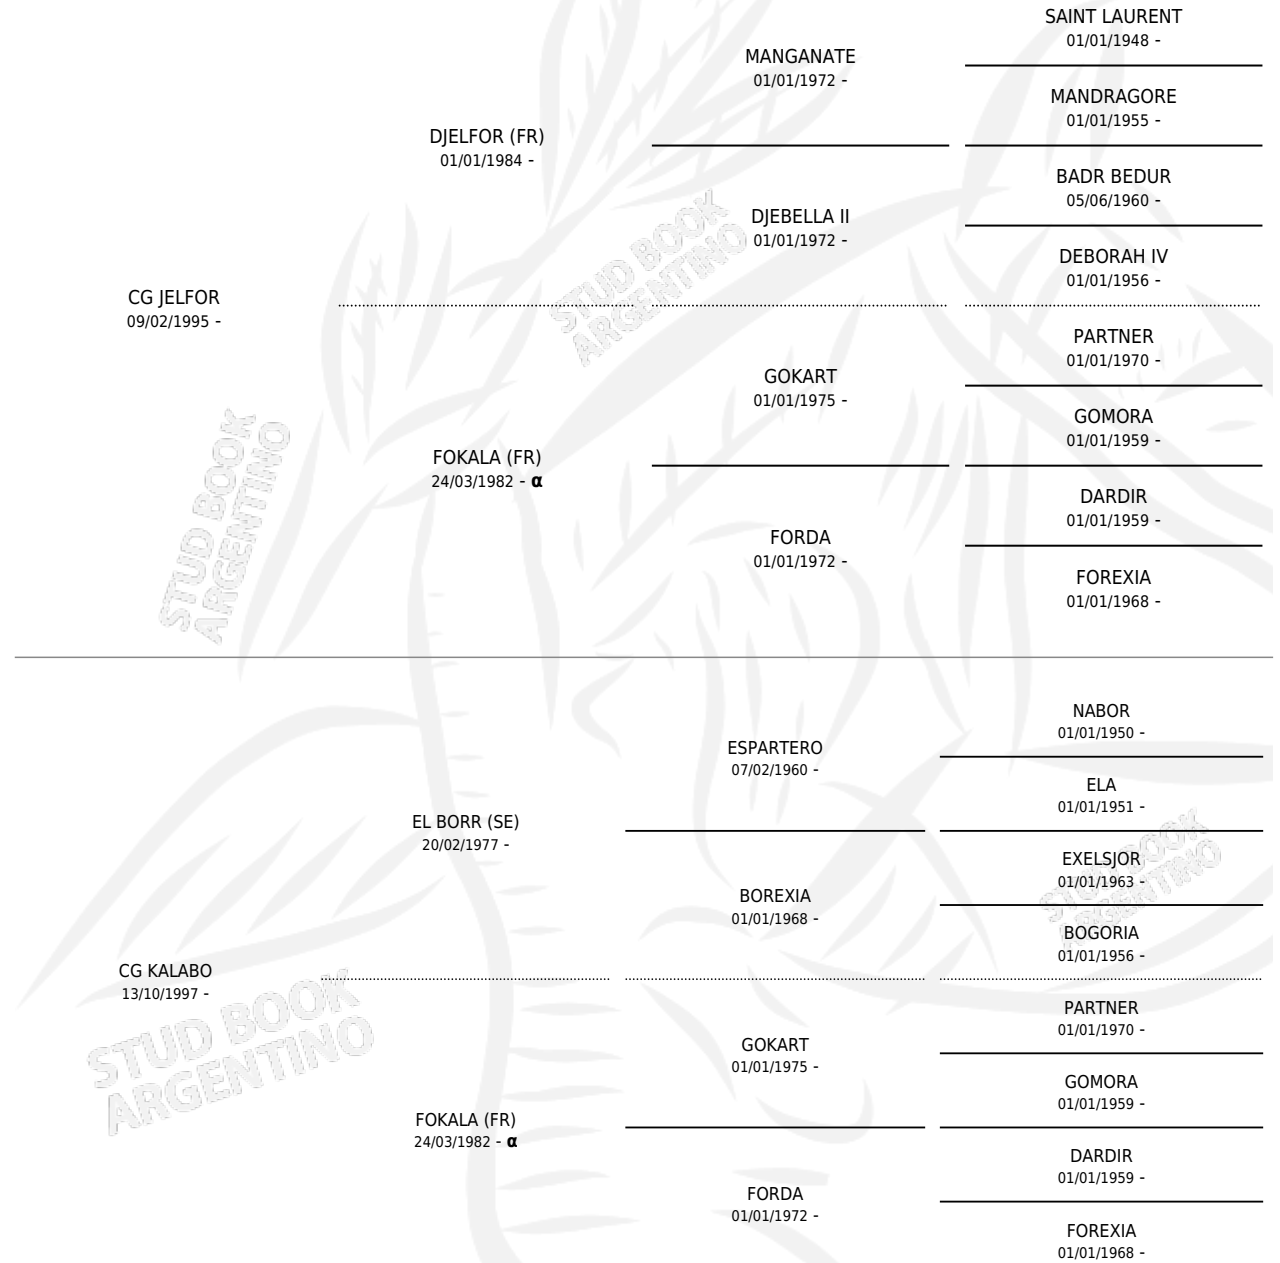 SAINT LAURENT
01/01/1948 -
MANGANATE
01/01/1972 -
MANDRAGORE
01/01/1955 -
DJELFOR (FR)
01/01/1984 -
BADR BEDUR
05/06/1960 -
DJEBELLA II
01/01/1972 -
DEBORAH IV
01/01/1956 -
CG JELFOR
09/02/1995 -
PARTNER
01/01/1970 -
GOKART
01/01/1975 -
GOMORA
01/01/1959 -
FOKALA (FR)
24/03/1982 - α
DARDIR
01/01/1959 -
FORDA
01/01/1972 -
FOREXIA
01/01/1968 -
NABOR
01/01/1950 -
ESPARTERO
07/02/1960 -
ELA
01/01/1951 -
EL BORR (SE)
20/02/1977 -
EXELSJOR
01/01/1963 -
BOREXIA
01/01/1968 -
BOGORIA
01/01/1956 -
CG KALABO
13/10/1997 -
PARTNER
01/01/1970 -
GOKART
01/01/1975 -
GOMORA
01/01/1959 -
FOKALA (FR)
24/03/1982 - α
DARDIR
01/01/1959 -
FORDA
01/01/1972 -
FOREXIA
01/01/1968 -
STUD BOOK
ARGENTINO
STUD BOOK
ARGENTINO
STUD BOOK
ARGENTINO
STUD BOOK
ARGENTINO